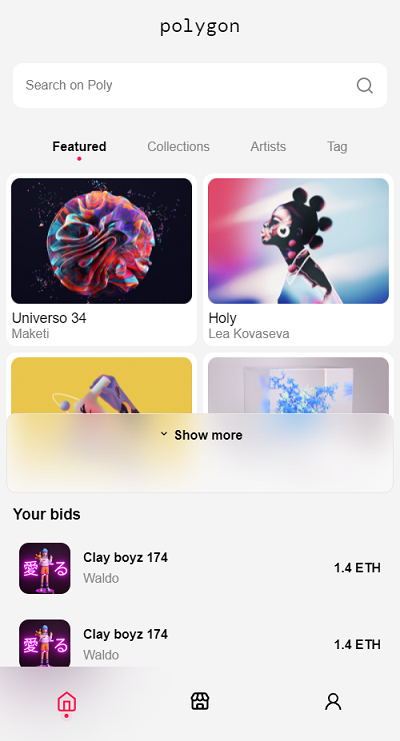 polygon
Search on Poly
Featured Collections Artists Tag
Universo 34
Maketi
Holy
Lea Kovaseva
Show more
Your bids
愛 る
Clay boyz 174
Waldo
1.4 ETH
愛 る
Clay boyz 174
Waldo
1.4 ETH